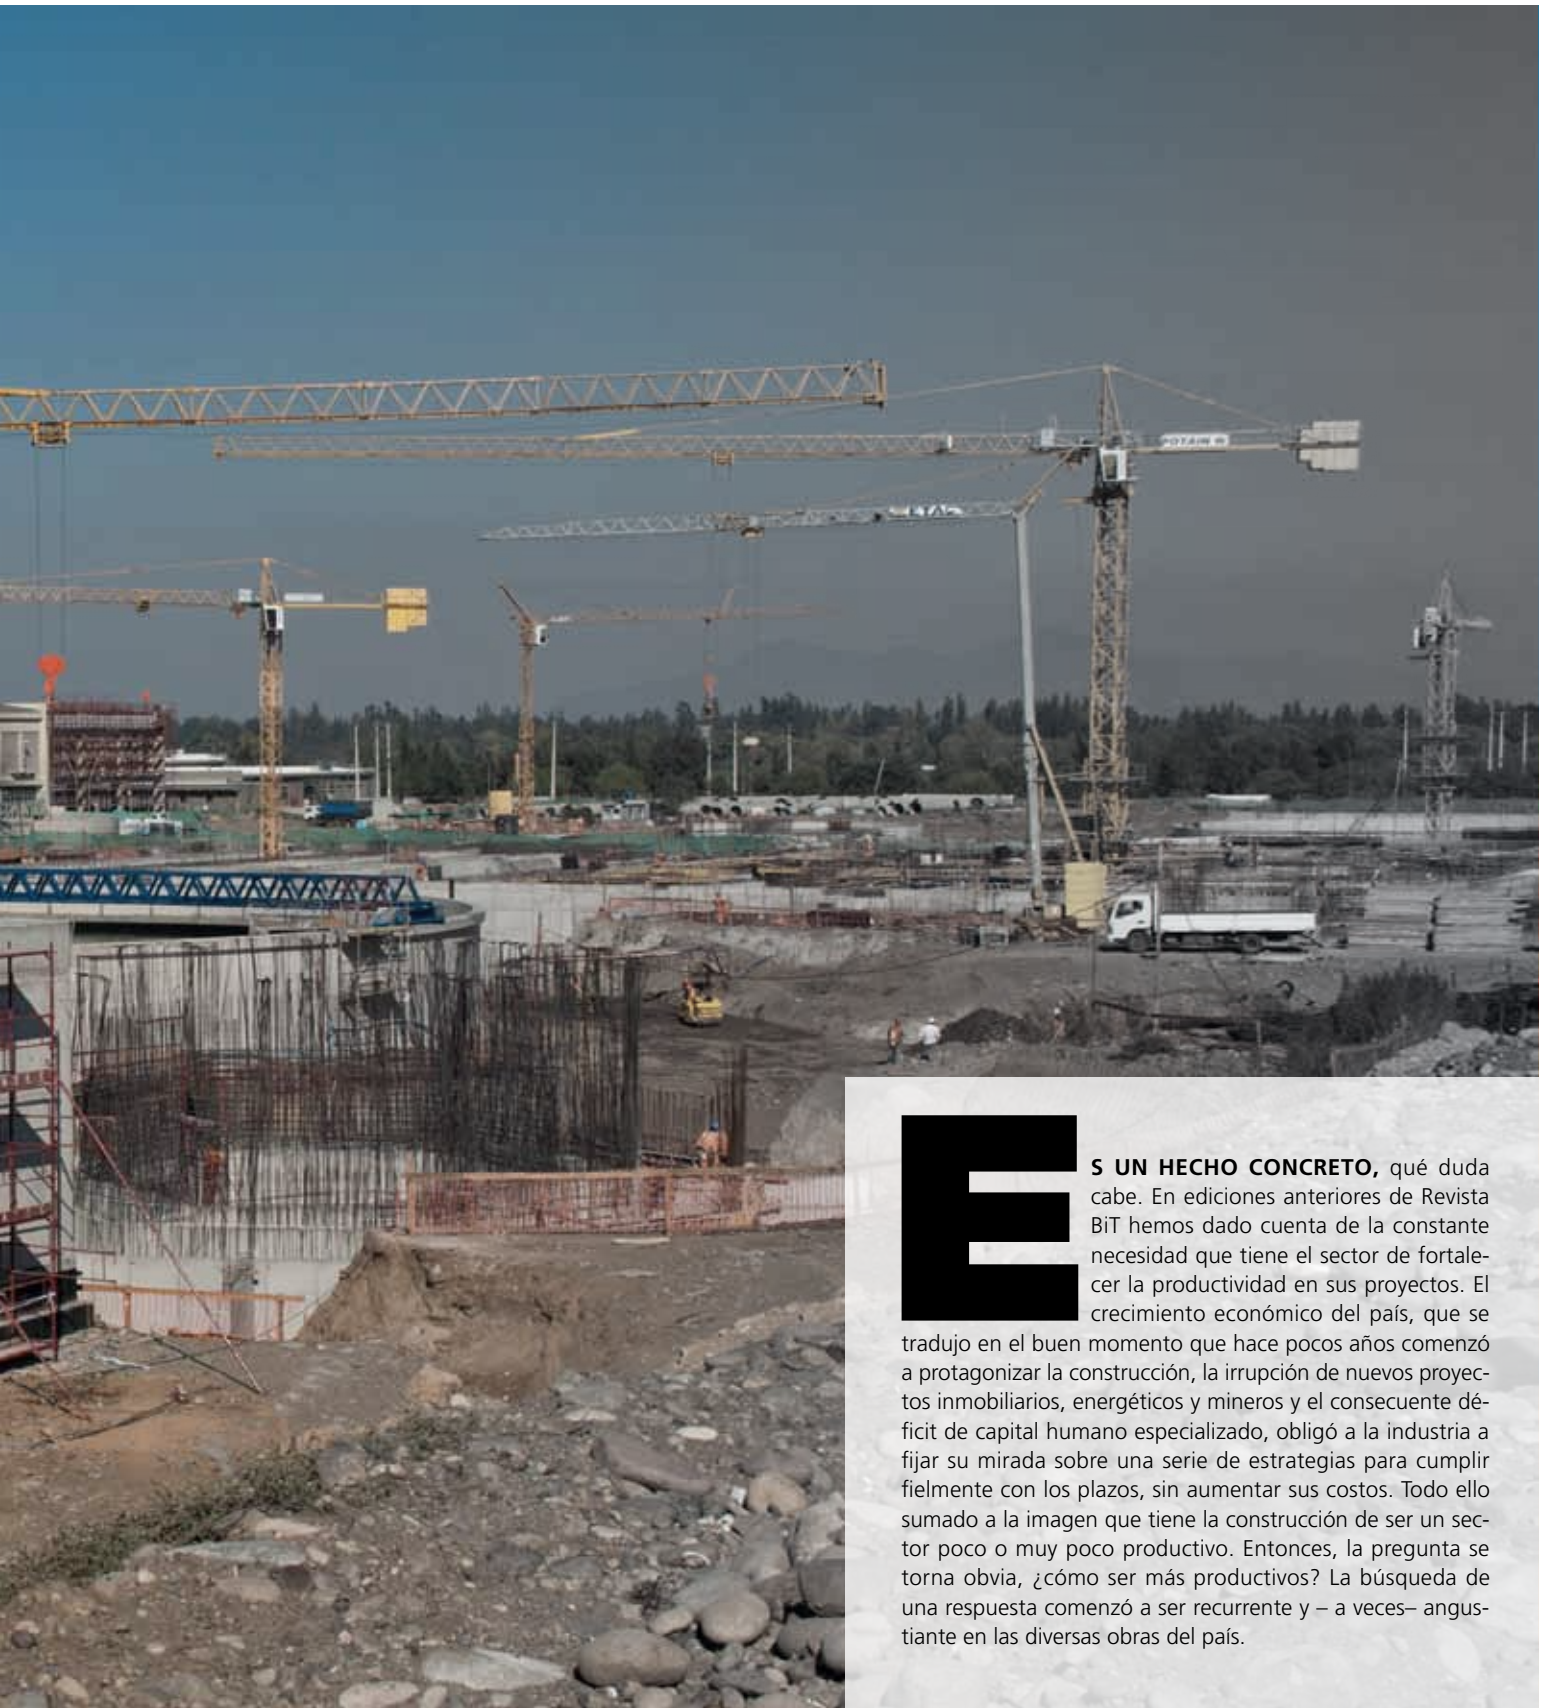 POTAIN
ES UN HECHO CONCRETO, qué duda
cabe. En ediciones anteriores de Revista
BiT hemos dado cuenta de la constante
necesidad que tiene el sector de fortale-
cer la productividad en sus proyectos. El
crecimiento económico del país, que se
tradujo en el buen momento que hace pocos años comenzó
a protagonizar la construcción, la irrupción de nuevos proyec-
tos inmobiliarios, energéticos y mineros y el consecuente dé-
ficit de capital humano especializado, obligó a la industria a
fijar su mirada sobre una serie de estrategias para cumplir
fielmente con los plazos, sin aumentar sus costos. Todo ello
sumado a la imagen que tiene la construcción de ser un sec-
tor poco o muy poco productivo. Entonces, la pregunta se
torna obvia, ¿cómo ser más productivos? La búsqueda de
una respuesta comenzó a ser recurrente y – a veces– angus-
tiante en las diversas obras del país.